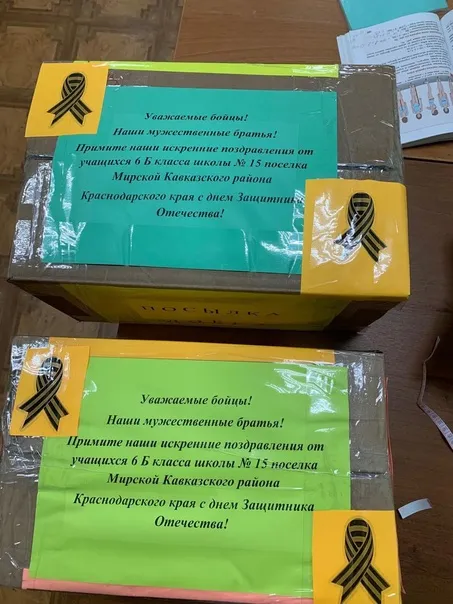 Уважаемые бойцы!
Наши мужественные братья!
Примите наши искренние поздравления от
учащихся 6 Б класса школы № 15 поселка
Мирской Кавказского района
Краснодарского края с днем Защитника
Отечества!
ПОСЫЛКА
Уважаемые бойцы!
Наши мужественные братья!
Примите наши искренние поздравления от
учащихся 6 Б класса школы № 15 поселка
Мирской Кавказского района
Краснодарского края с днем Защитника
Отечества!